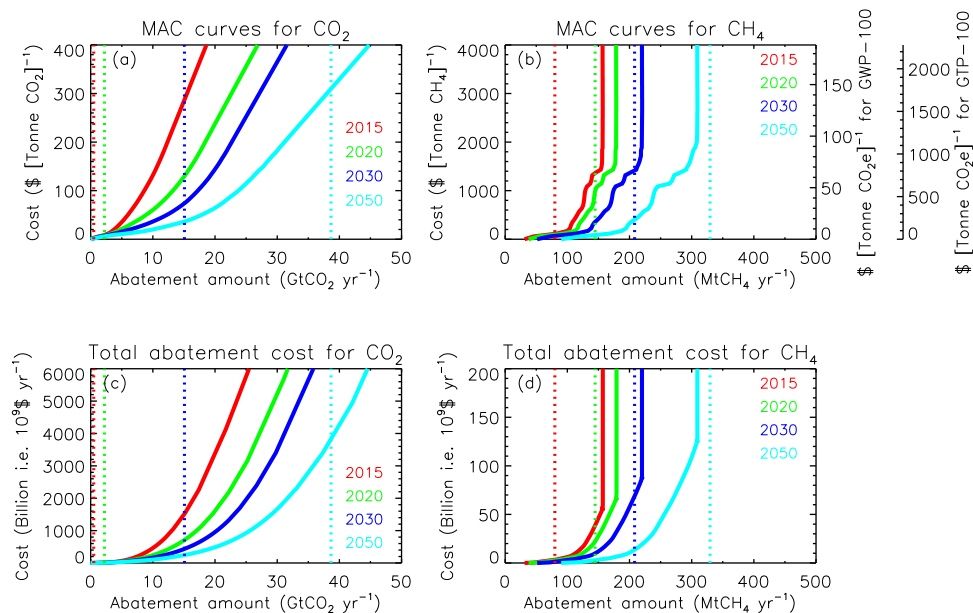 MAC curves for CO2
(a)
Cost ($ [Tonne CO2]-1)
400
300
200
100
0
2015
2020
2030
2050
0 10 20 30 40 50
Abatement amount (GtCO2 yr-1)
MAC curves for CH4
(b)
Cost ($ [Tonne CH4]-1)
4000
3000
2000
1000
0
2015
2020
2030
2050
0 100 200 300 400 500
Abatement amount (MtCH4 yr-1)
150
100
50
0
$ [Tonne CO2e]-1 for GWP-100
2000
1500
1000
500
0
$ [Tonne CO2e]-1 for GTP-100
Total abatement cost for CO2
(c)
Cost (Billion i.e. 109$ yr-1)
6000
5000
4000
3000
2000
1000
0
2015
2020
2030
2050
0 10 20 30 40 50
Abatement amount (GtCO2 yr-1)
Total abatement cost for CH4
(d)
Cost (Billion i.e. 109$ yr-1)
200
150
100
50
0
2015
2020
2030
2050
0 100 200 300 400 500
Abatement amount (MtCH4 yr-1)